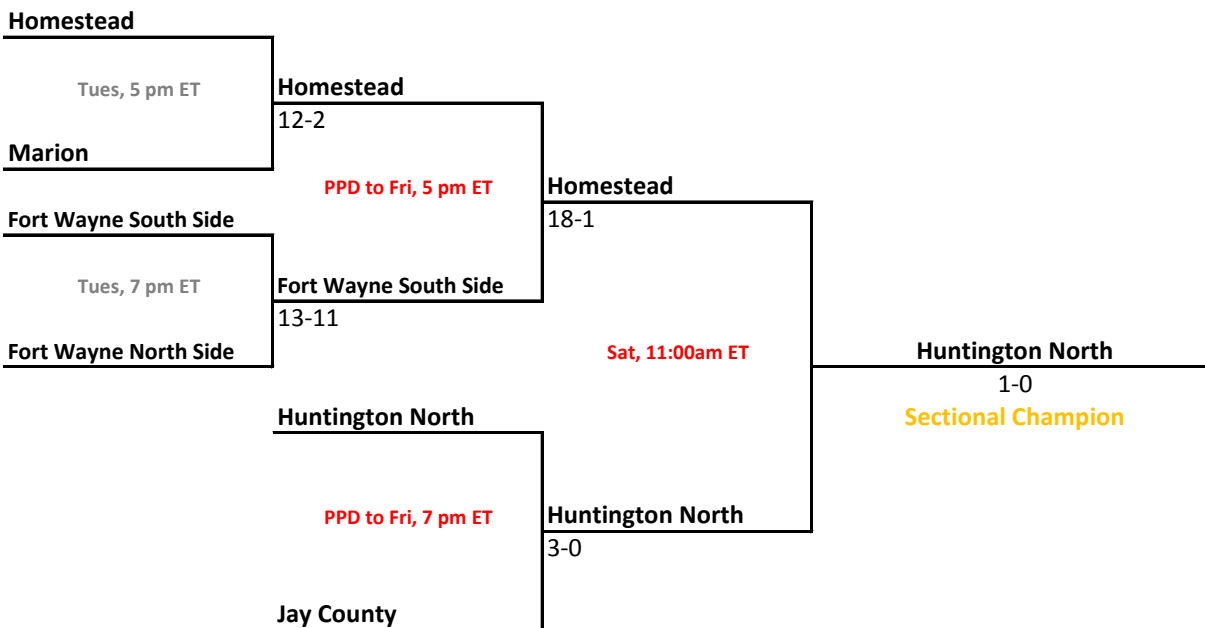 Homestead
Tues, 5 pm ET
Homestead
12-2
Marion
PPD to Fri, 5 pm ET
Homestead
18-1
Fort Wayne South Side
Tues, 7 pm ET
Fort Wayne South Side
13-11
Fort Wayne North Side
Sat, 11:00am ET
Huntington North
1-0
Sectional Champion
Huntington North
PPD to Fri, 7 pm ET
Huntington North
3-0
Jay County